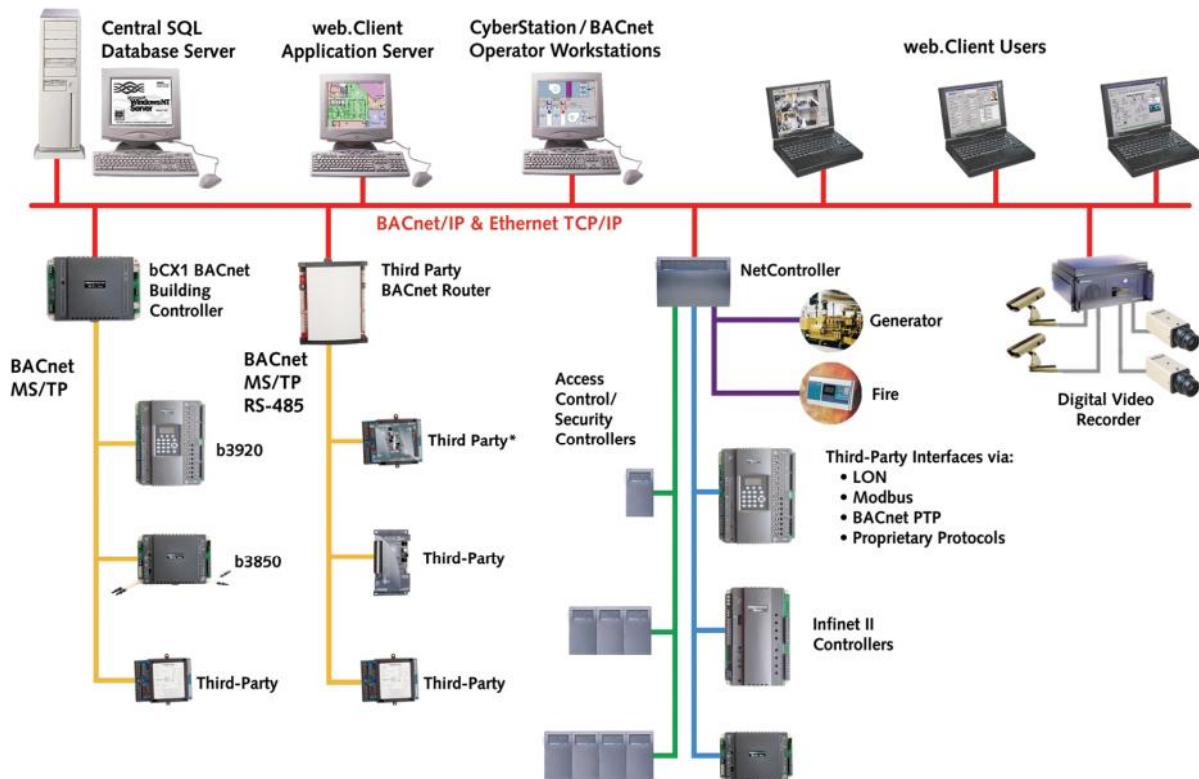 Central SQL
Database Server
web.Client
Application Server
CyberStation / BACnet
Operator Workstations
web.Client Users
Windows NT
Server
BACnet/IP & Ethernet TCP/IP
bCX1 BACnet
Building
Controller
Third Party
BACnet Router
NetController
Generator
Fire
Digital Video
Recorder
BACnet
MS/TP
BACnet
MS/TP
RS-485
Access
Control/
Security
Controllers
b3920
Third Party*
Third-Party Interfaces via:
• LON
• Modbus
• BACnet PTP
• Proprietary Protocols
b3850
Third-Party
Infinet II
Controllers
Third-Party
Third-Party